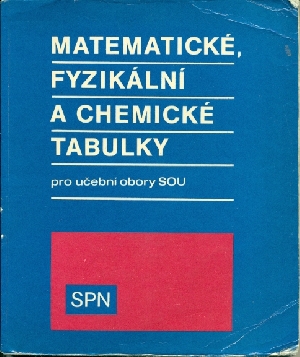 MATEMATICKÉ,
FYZIKÁLNÍ
A CHEMICKÉ
TABULKY
pro učební obory SOU
SPN